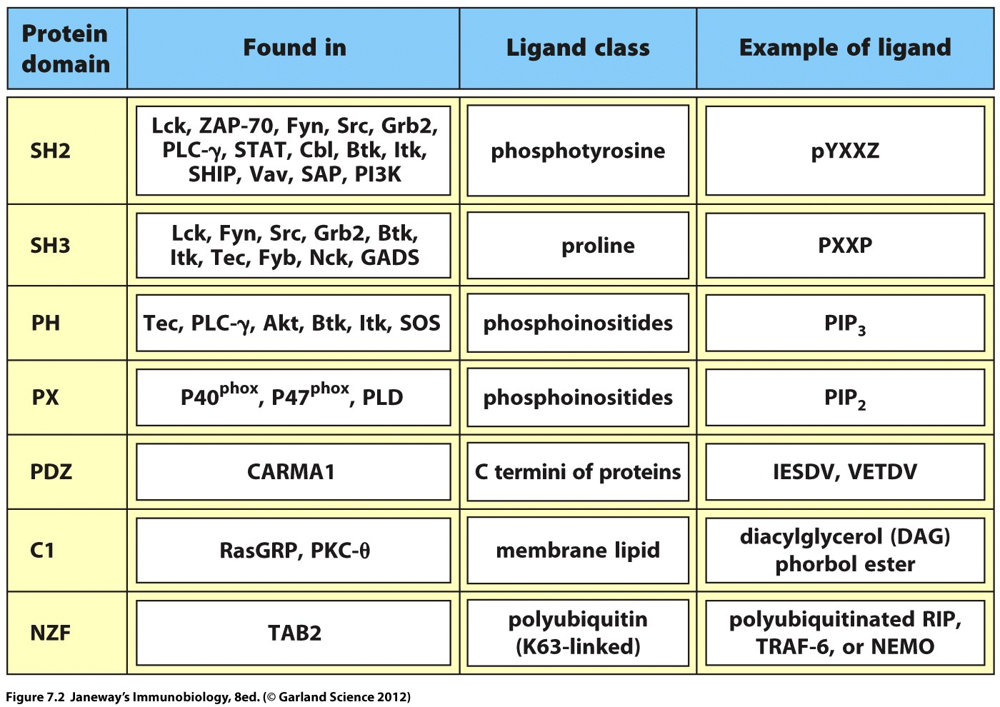 Protein domain
Found in
Ligand class
Example of ligand
SH2
Lck, ZAP-70, Fyn, Src, Grb2,
PLC-γ, STAT, Cbl, Btk, Itk,
SHIP, Vav, SAP, PI3K
phosphotyrosine
pYXXZ
SH3
Lck, Fyn, Src, Grb2, Btk,
Itk, Tec, Fyb, Nck, GADS
proline
PXXP
PH
Tec, PLC-γ, Akt, Btk, Itk, SOS
phosphoinositides
PIP₃
PX
P40^phox, P47^phox, PLD
phosphoinositides
PIP₂
PDZ
CARMA1
C termini of proteins
IESDV, VETDV
C1
RasGRP, PKC-θ
membrane lipid
diacylglycerol (DAG)
phorbol ester
NZF
TAB2
polyubiquitin
(K63-linked)
polyubiquitinated RIP,
TRAF-6, or NEMO
Figure 7.2 Janeway's Immunobiology, 8ed. (© Garland Science 2012)